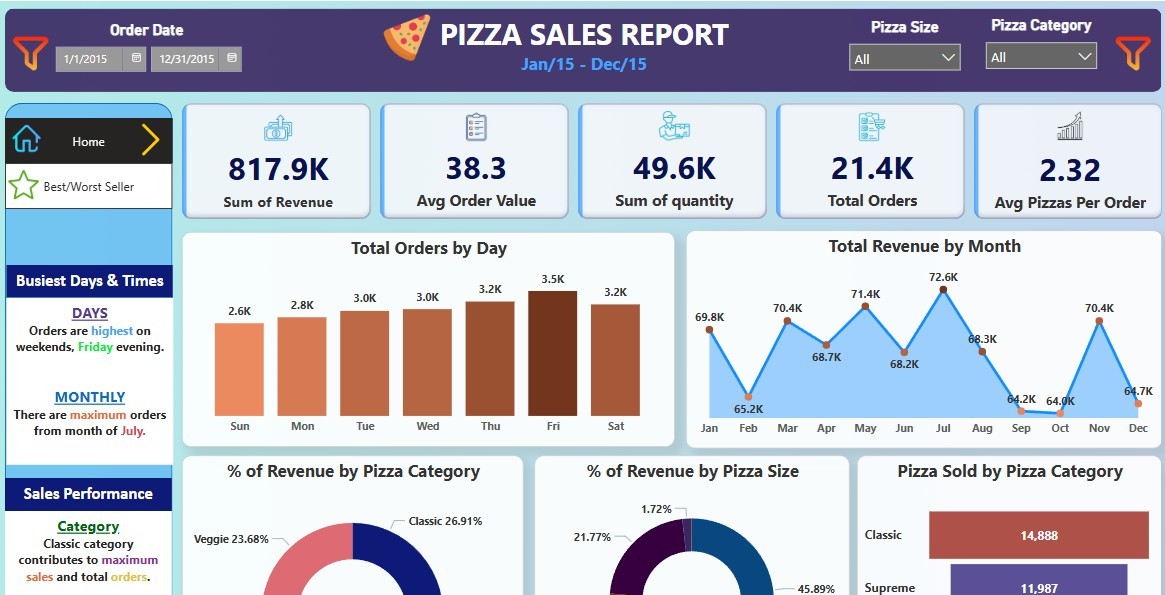 Order Date
1/1/2015
12/31/2015
PIZZA SALES REPORT
Jan/15 - Dec/15
Pizza Size
All
Pizza Category
All
Home
Best/Worst Seller
Busiest Days & Times
DAYS
Orders are highest on
weekends, Friday evening.
MONTHLY
There are maximum orders
from month of July.
Sales Performance
Category
Classic category
contributes to maximum
sales and total orders.
817.9K
Sum of Revenue
38.3
Avg Order Value
49.6K
Sum of quantity
21.4K
Total Orders
2.32
Avg Pizzas Per Order
Total Orders by Day
2.6K
2.8K
3.0K
3.0K
3.2K
3.5K
3.2K
Sun Mon Tue Wed Thu Fri Sat
Total Revenue by Month
69.8K
65.2K
70.4K
68.7K
71.4K
68.2K
72.6K
68.3K
64.2K
64.0K
70.4K
64.7K
Jan Feb Mar Apr May Jun Jul Aug Sep Oct Nov Dec
% of Revenue by Pizza Category
Classic 26.91%
Veggie 23.68%
% of Revenue by Pizza Size
1.72%
21.77%
45.89%
Pizza Sold by Pizza Category
Classic
14,888
Supreme
11,987